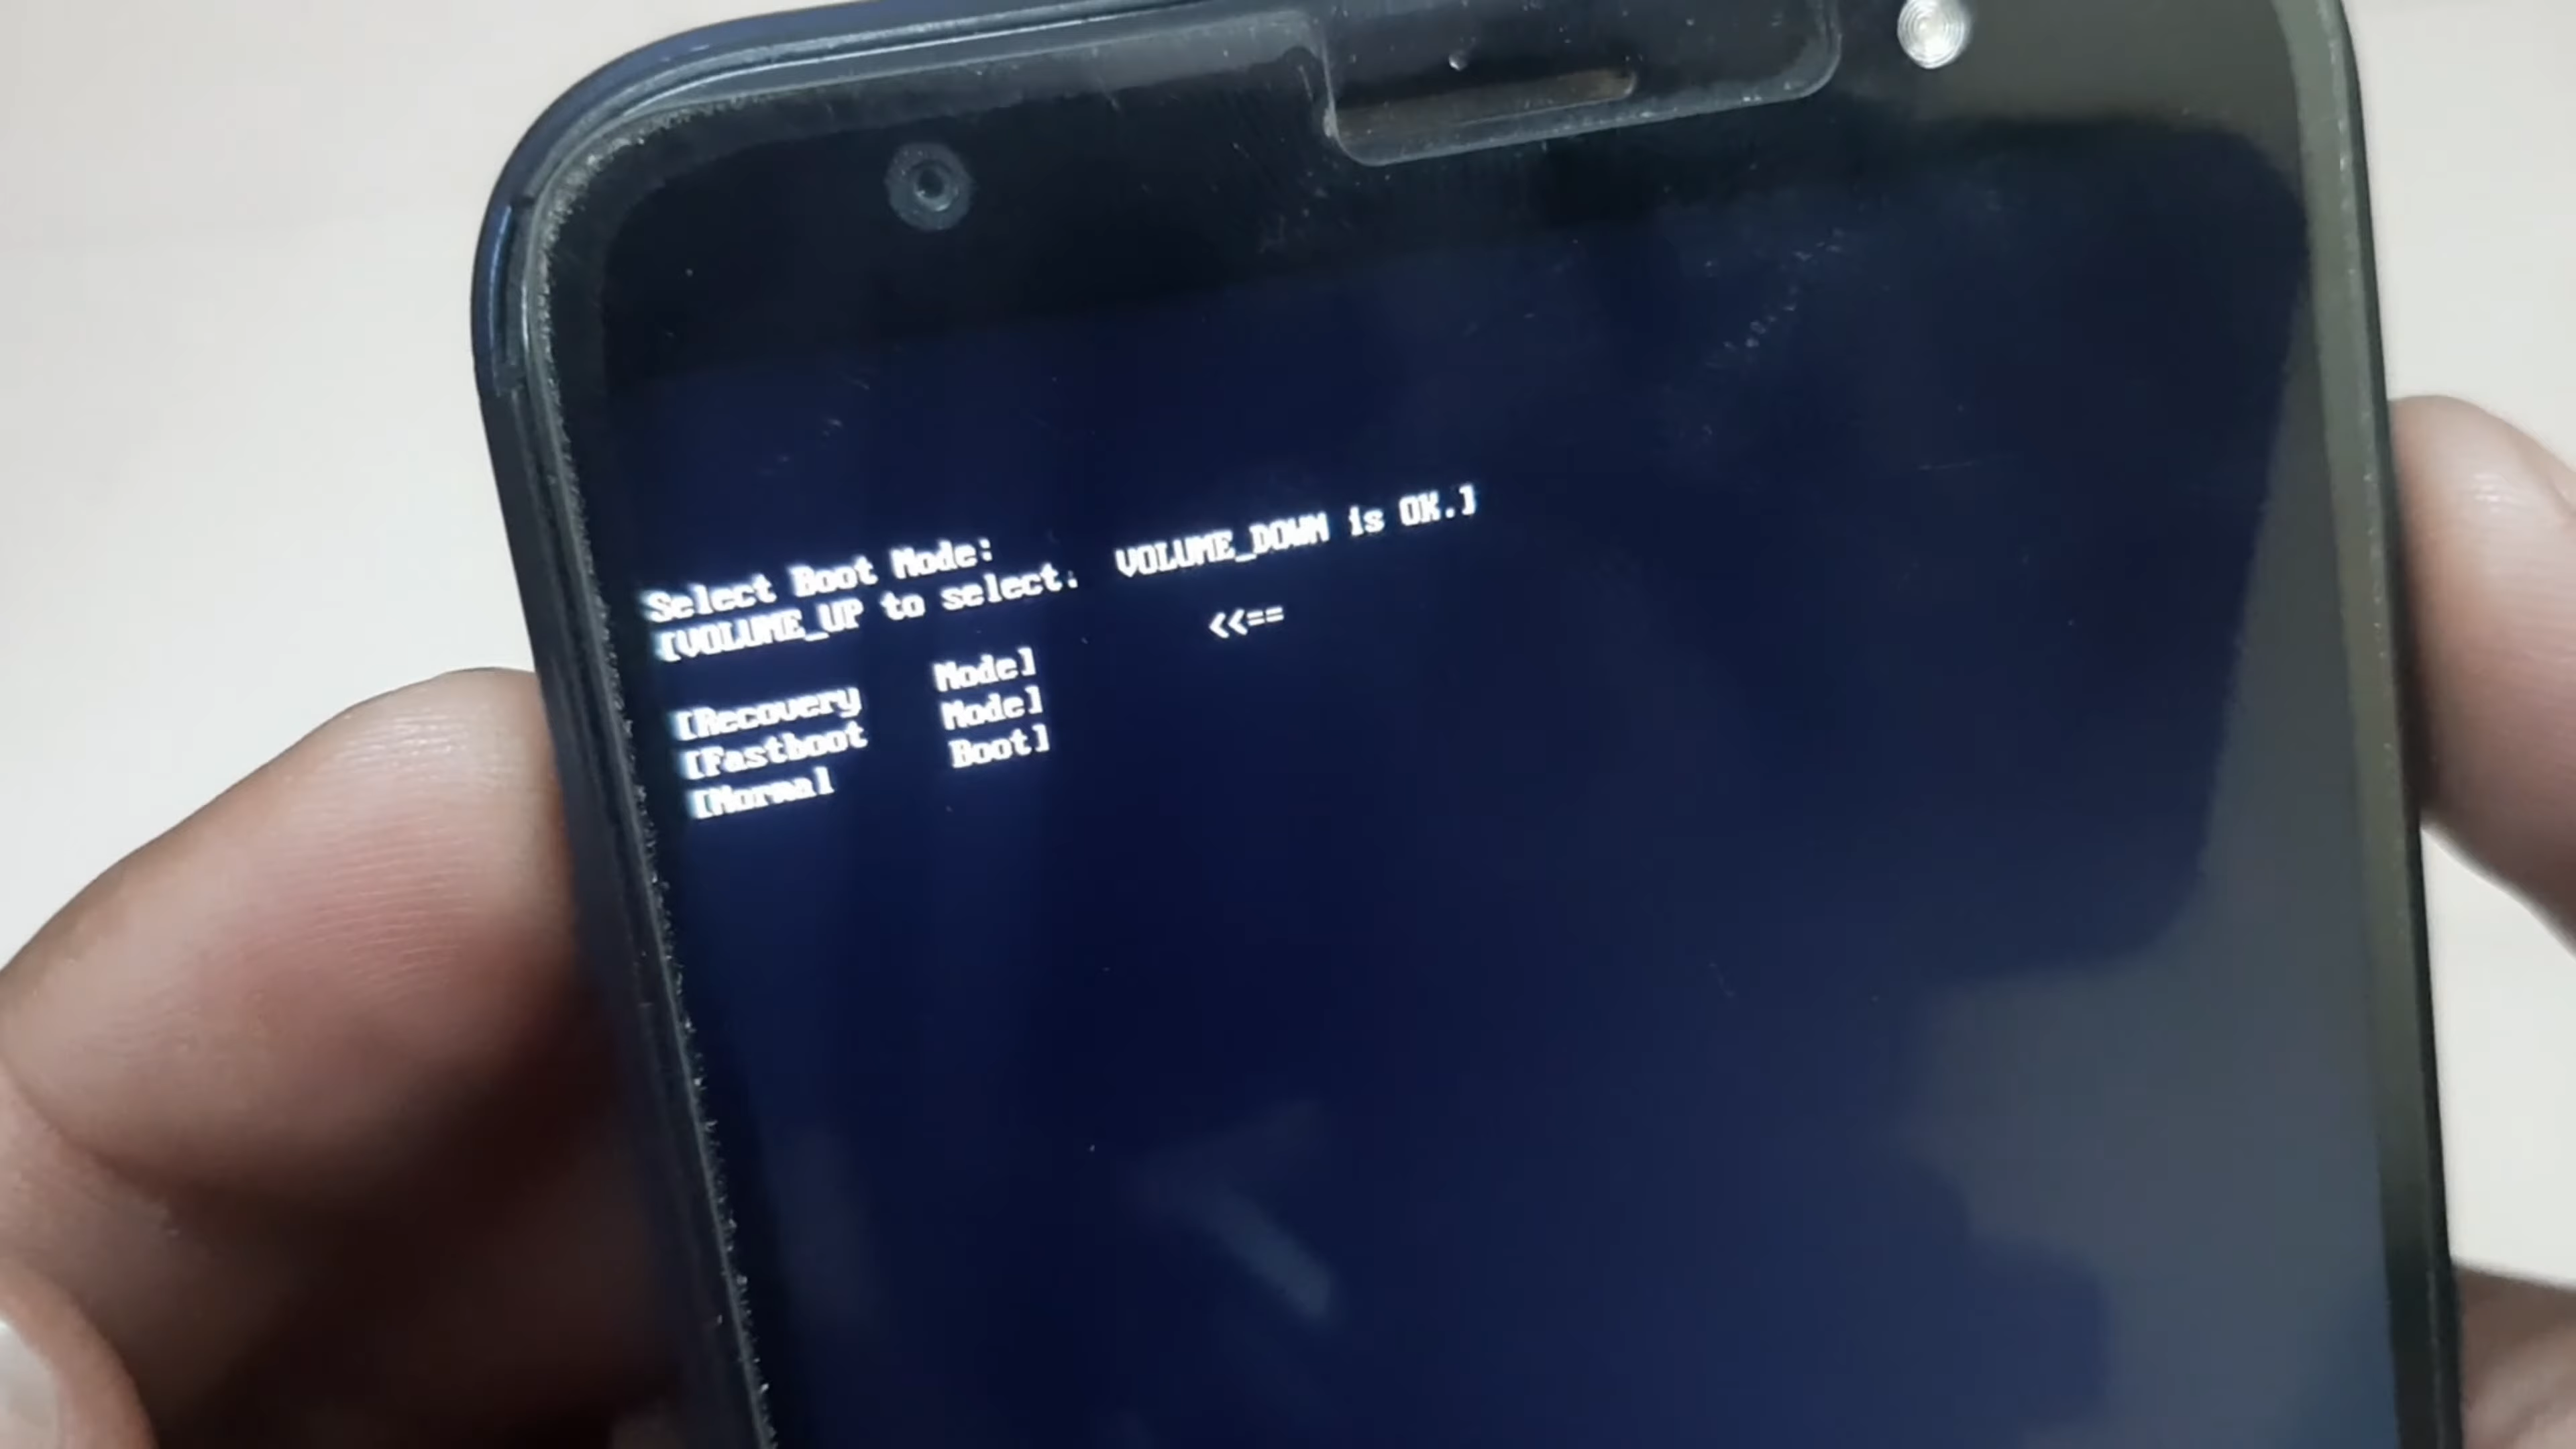 Select Boot Mode:
[VOLUME_UP to select. VOLUME_DOWN is OK.]
[Recovery Mode] <<==
[Fastboot Mode]
[Normal Boot]